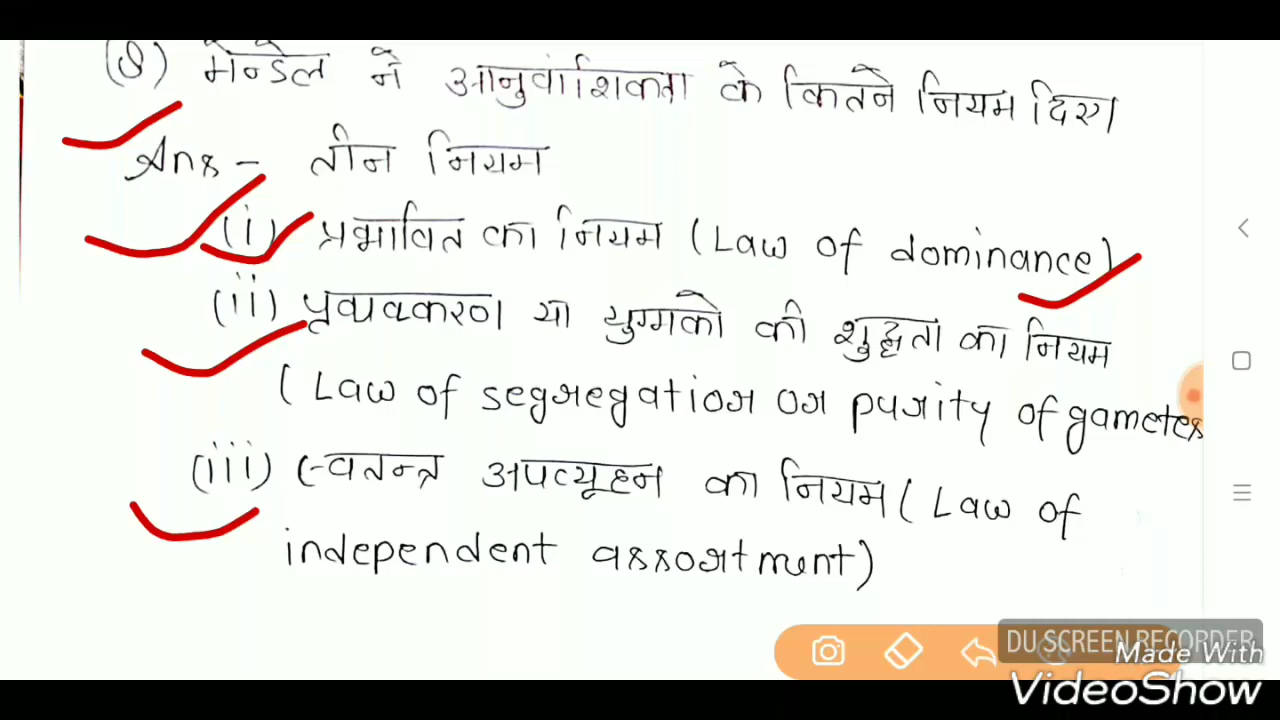 (8) मेन्डेल ने आनुवांशिकता के कितने नियम दिए।
Ans - तीन नियम
(i) प्रभावित का नियम (Law of dominance)
(ii) पृथक्करण या युग्मको की शुद्धता का नियम
(Law of segregation or purity of gametes
(iii) स्वतन्त्र अपव्यूहन का नियम (Law of
independent assortment)
DU SCREEN RECORDER
Made With
VideoShow